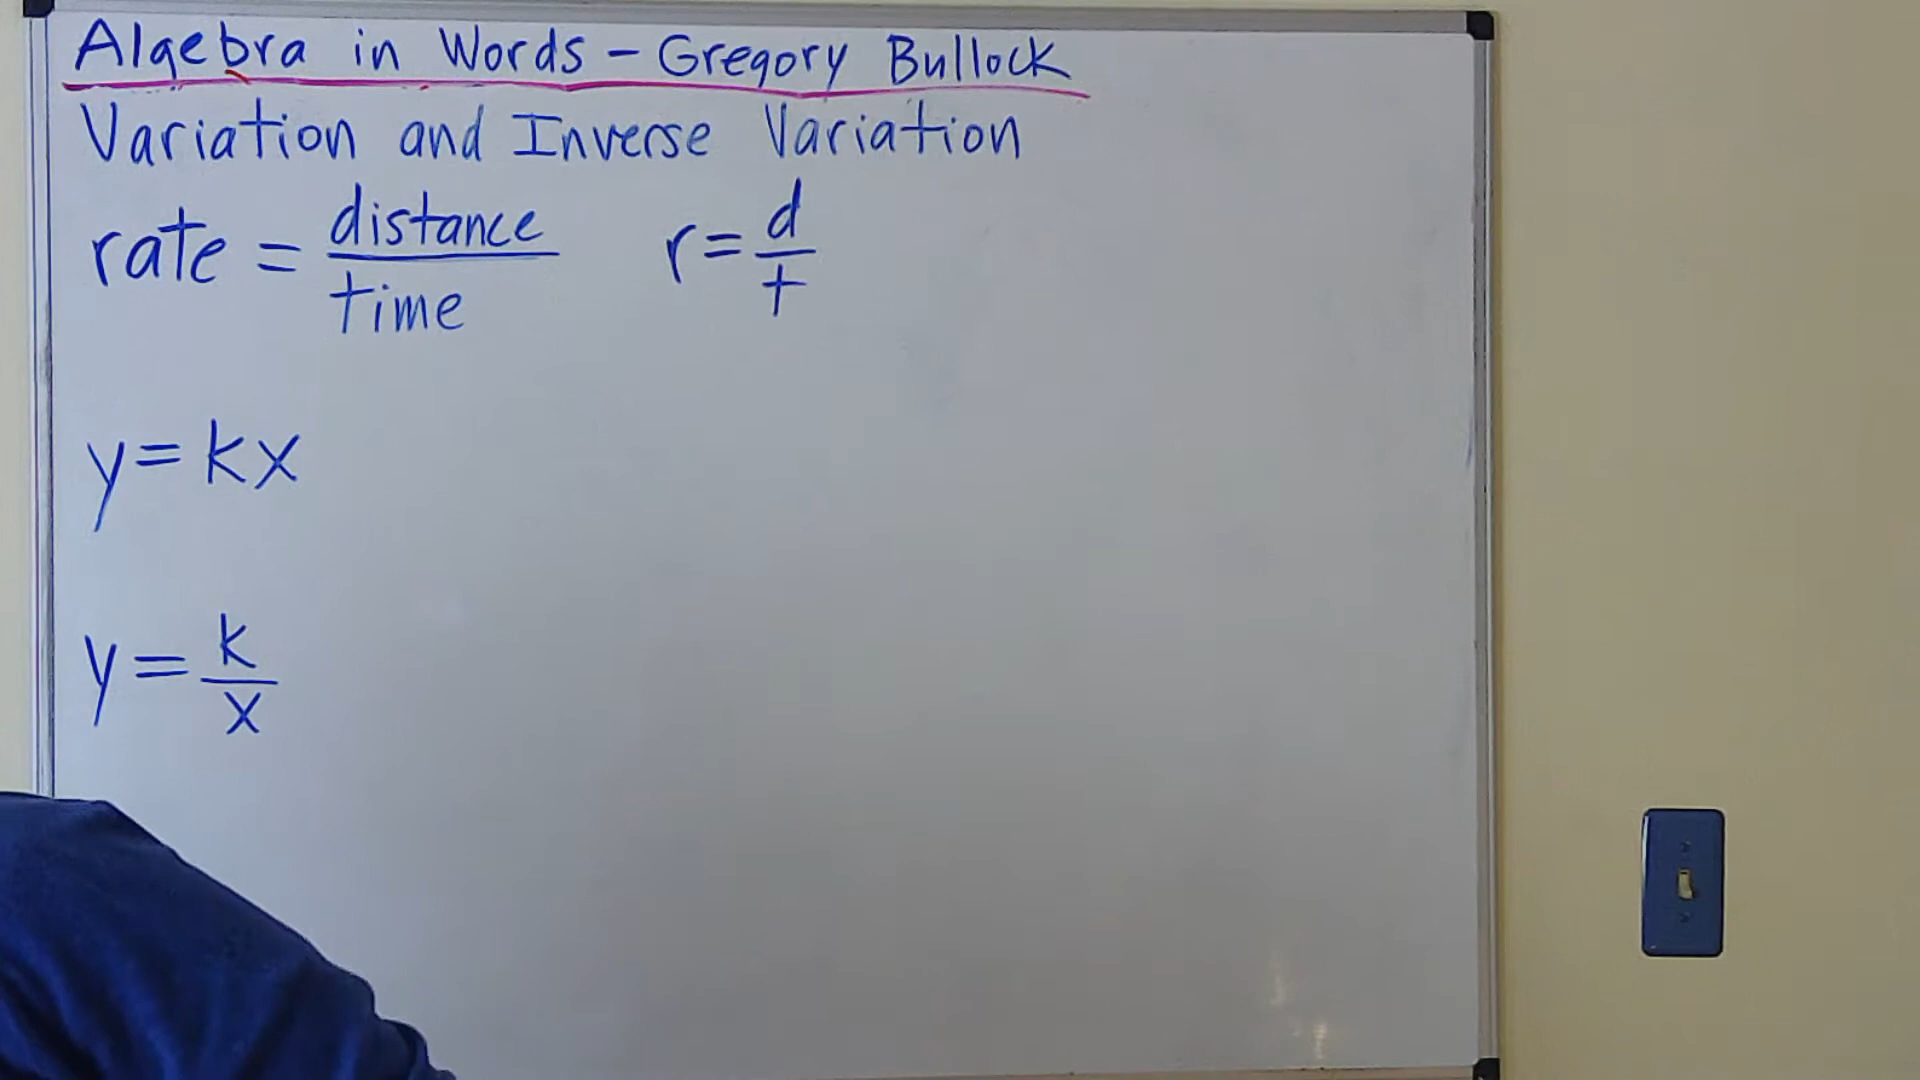 Algebra in Words - Gregory Bullock
Variation and Inverse Variation
rate = distance/time r = d/t
y = kx
y = k/x